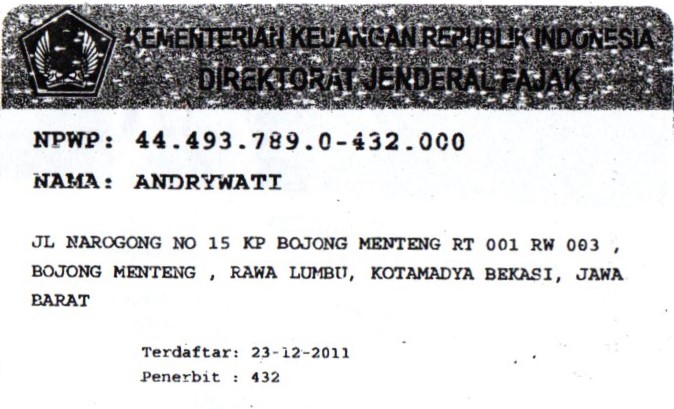 KEMENTERIAN KEUANGAN REPUBLIK INDONESIA
DIREKTORAT JENDERAL PAJAK
NPWP: 44.493.789.0-432.000
NAMA: ANDRYWATI
JL NAROGONG NO 15 KP BOJONG MENTENG RT 001 RW 003 ,
BOJONG MENTENG , RAWA LUMBU, KOTAMADYA BEKASI, JAWA
BARAT
Terdaftar: 23-12-2011
Penerbit : 432